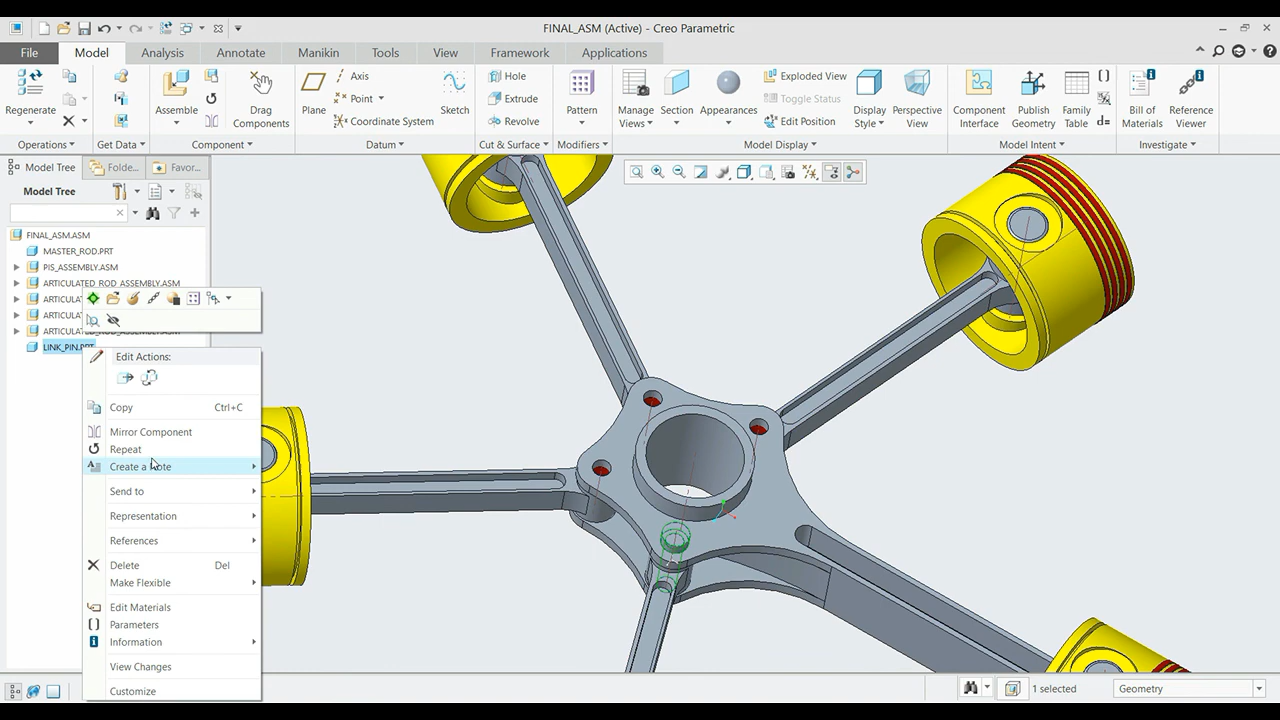 FINAL_ASM (Active) - Creo Parametric
File Model Analysis Annotate Manikin Tools View Framework Applications
Regenerate
Operations
Get Data
Assemble
Drag Components
Component
Plane
Axis
Point
Coordinate System
Sketch
Datum
Hole
Extrude
Revolve
Cut & Surface
Pattern
Modifiers
Manage Views
Section
Appearances
Exploded View
Toggle Status
Edit Position
Display Style
Perspective View
Model Display
Component Interface
Publish Geometry
Family Table
Model Intent
Bill of Materials
Reference Viewer
Investigate
Model Tree Folde... Favor...
Model Tree
FINAL_ASM.ASM
MASTER_ROD.PRT
PIS_ASSEMBLY.ASM
ARTICULATED_ROD_ASSEMBLY.ASM
ARTICULAT
ARTICULAT
ARTICULATED_ROD_ASSEMBLY.ASM
LINK_PIN.PRT
Edit Actions:
Copy Ctrl+C
Mirror Component
Repeat
Create a Note
Send to
Representation
References
Delete Del
Make Flexible
Edit Materials
Parameters
Information
View Changes
Customize
1 selected
Geometry